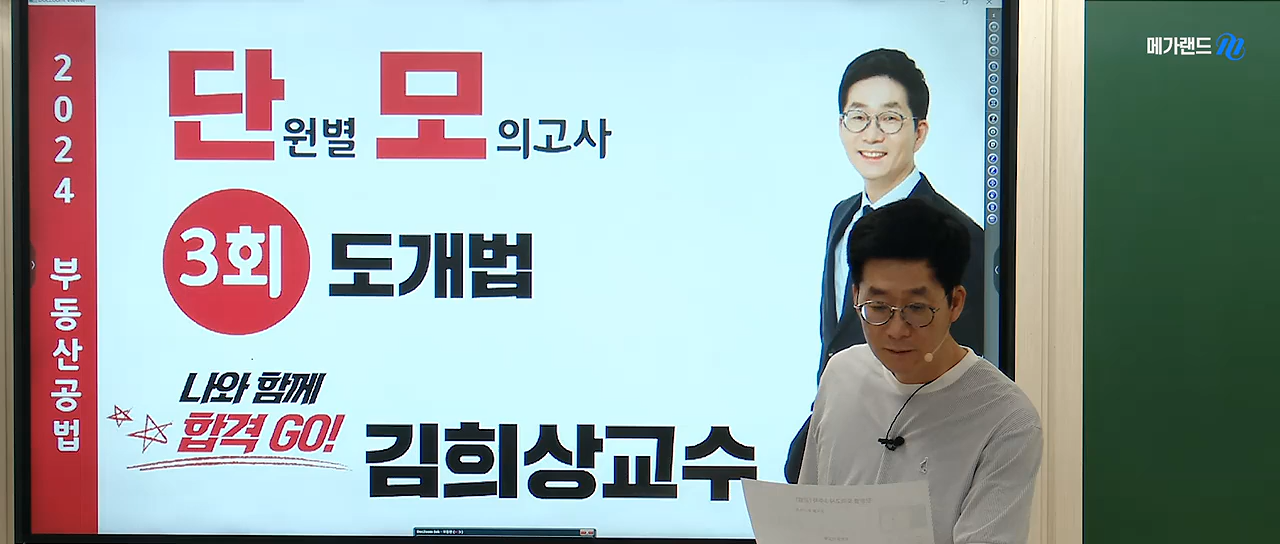 메가랜드
2024 부동산공법
단원별 모의고사
3회 도개법
나와 함께
합격 GO!
김희상교수